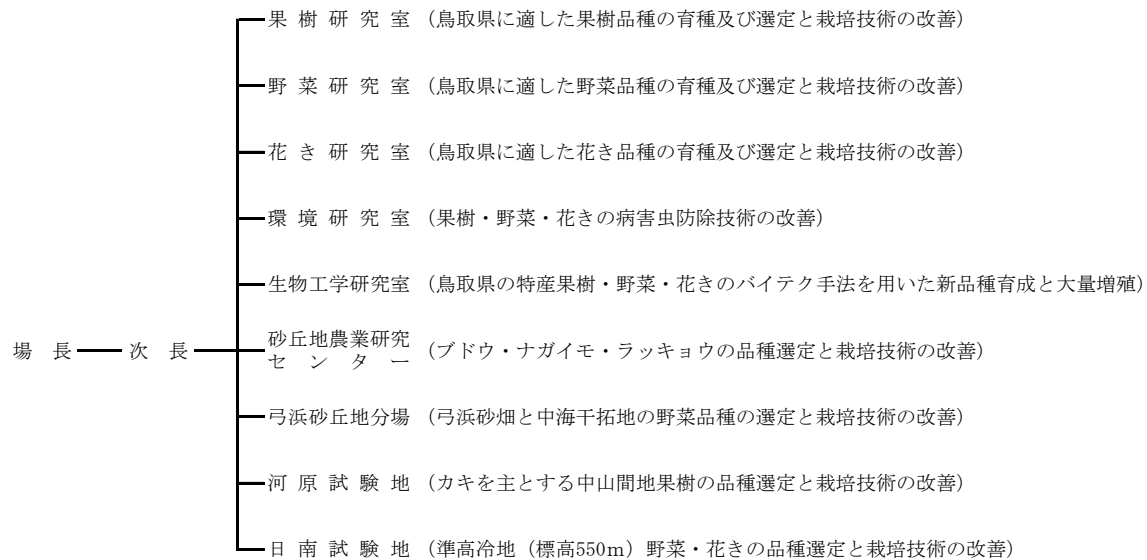 果樹研究室 (鳥取県に適した果樹品種の育種及び選定と栽培技術の改善)
野菜研究室 (鳥取県に適した野菜品種の育種及び選定と栽培技術の改善)
花き研究室 (鳥取県に適した花き品種の育種及び選定と栽培技術の改善)
環境研究室 (果樹・野菜・花きの病害虫防除技術の改善)
生物工学研究室 (鳥取県の特産果樹・野菜・花きのバイテク手法を用いた新品種育成と大量増殖)
場長 次長
砂丘地農業研究
センター (ブドウ・ナガイモ・ラッキョウの品種選定と栽培技術の改善)
弓浜砂丘地分場 (弓浜砂畑と中海干拓地の野菜品種の選定と栽培技術の改善)
河原試験地 (カキを主とする中山間地果樹の品種選定と栽培技術の改善)
日南試験地 (準高冷地(標高550m)野菜・花きの品種選定と栽培技術の改善)